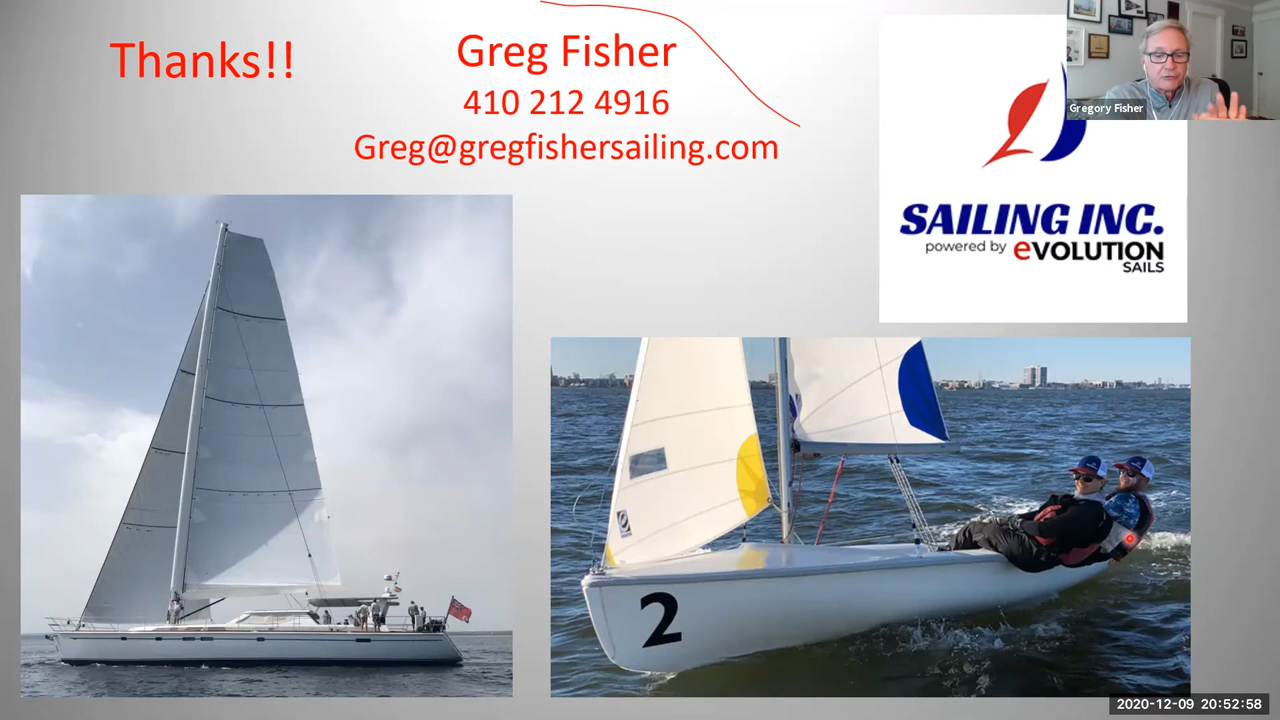 Thanks!!
Greg Fisher
410 212 4916
Greg@gregfishersailing.com
Gregory Fisher
SAILING INC.
powered by eVOLUTION
SAILS
2
2020-12-09 20:52:58